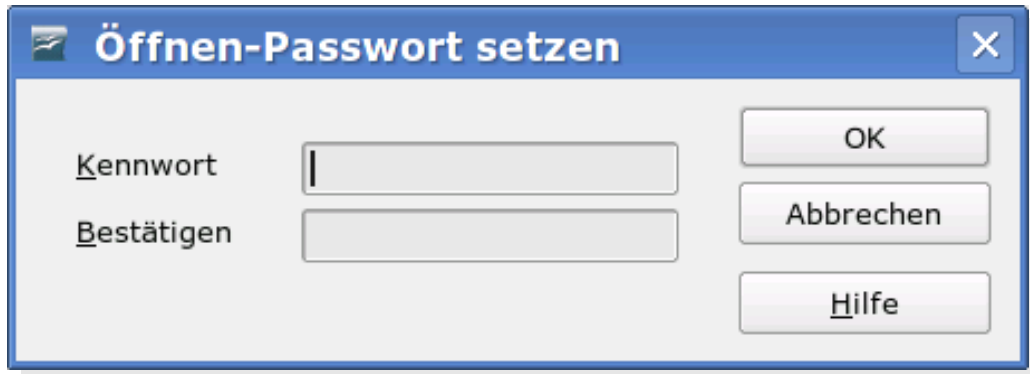 Öffnen-Passwort setzen
Kennwort
OK
Bestätigen
Abbrechen
Hilfe